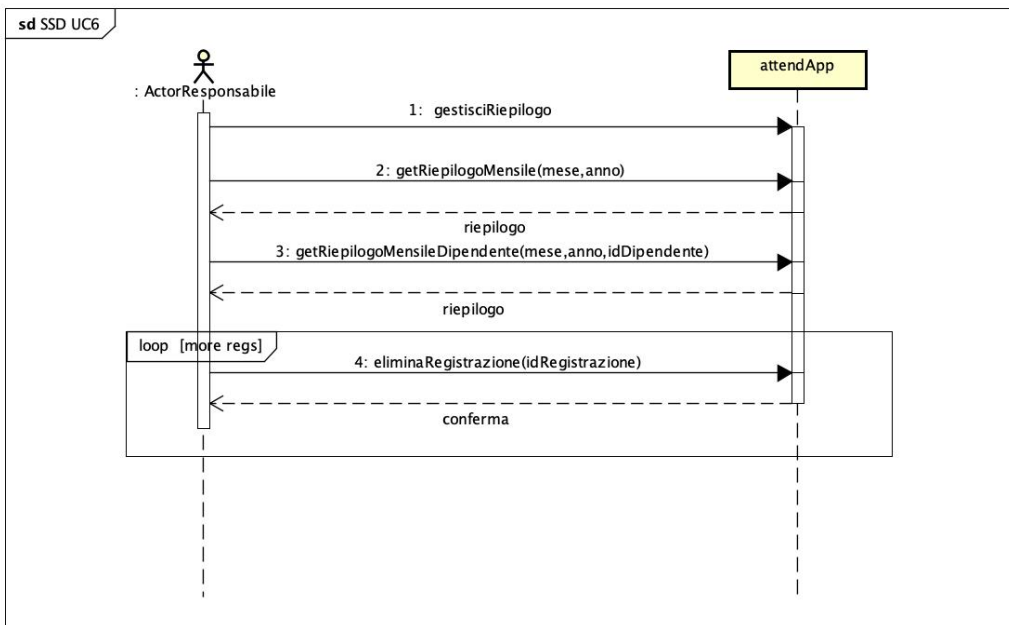 sd SSD UC6
attendApp
: ActorResponsabile
1: gestisciRiepilogo
2: getRiepilogoMensile(mese,anno)
riepilogo
3: getRiepilogoMensileDipendente(mese,anno,idDipendente)
riepilogo
loop [more regs]
4: eliminaRegistrazione(idRegistrazione)
conferma